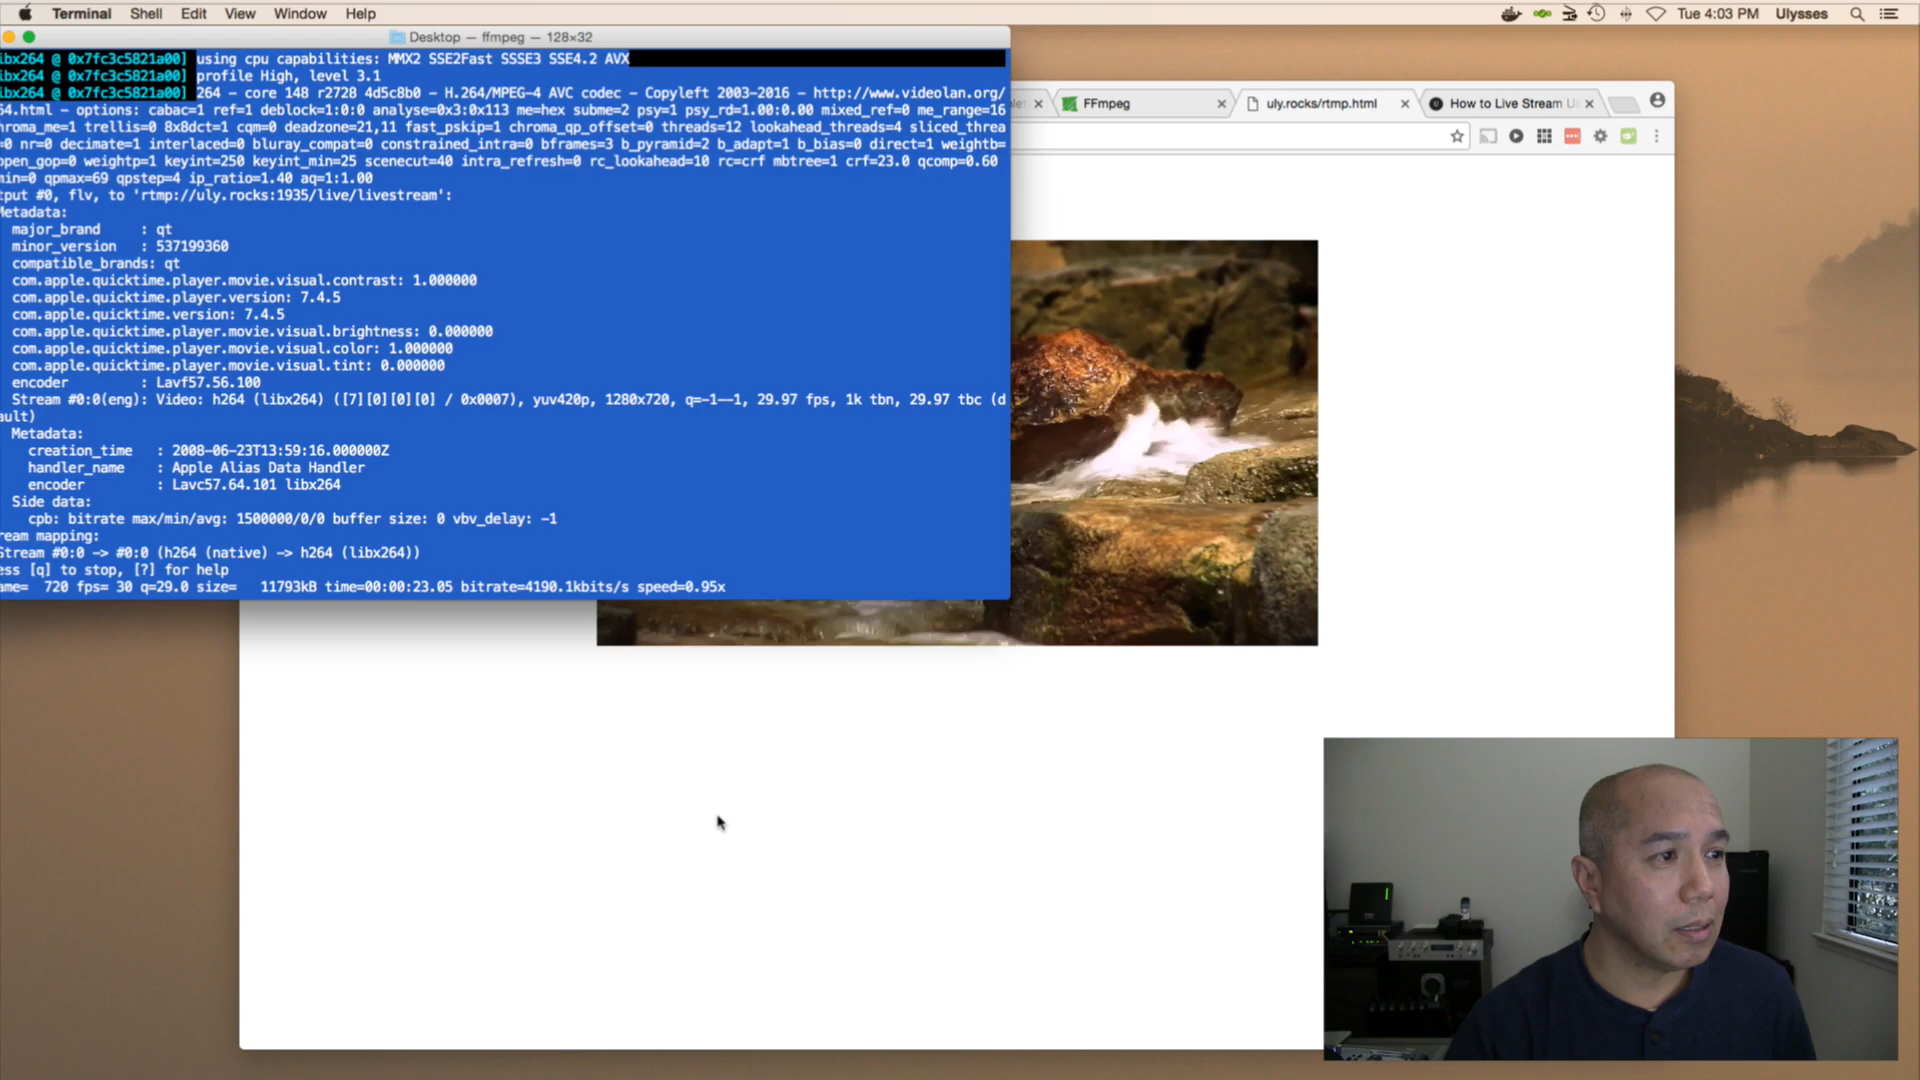 Terminal Shell Edit View Window Help
Tue 4:03 PM Ulysses
Desktop — ffmpeg — 128×32
ibx264 @ 0x7fc3c5821a00] using cpu capabilities: MMX2 SSE2Fast SSSE3 SSE4.2 AVX
ibx264 @ 0x7fc3c5821a00] profile High, level 3.1
ibx264 @ 0x7fc3c5821a00] 264 - core 148 r2728 4d5c8b0 - H.264/MPEG-4 AVC codec - Copyleft 2003-2016 - http://www.videolan.org/
64.html - options: cabac=1 ref=1 deblock=1:0:0 analyse=0x3:0x113 me=hex subme=2 psy=1 psy_rd=1.00:0.00 mixed_ref=0 me_range=16
hroma_me=1 trellis=0 8x8dct=1 cqm=0 deadzone=21,11 fast_pskip=1 chroma_qp_offset=0 threads=12 lookahead_threads=4 sliced_threa
=0 nr=0 decimate=1 interlaced=0 bluray_compat=0 constrained_intra=0 bframes=3 b_pyramid=2 b_adapt=1 b_bias=0 direct=1 weightb=
open_gop=0 weightp=1 keyint=250 keyint_min=25 scenecut=40 intra_refresh=0 rc_lookahead=10 rc=crf mbtree=1 crf=23.0 qcomp=0.60
min=0 qpmax=69 qpstep=4 ip_ratio=1.40 aq=1:1.00
tput #0, flv, to 'rtmp://uly.rocks:1935/live/livestream':
Metadata:
major_brand : qt
minor_version : 537199360
compatible_brands: qt
com.apple.quicktime.player.movie.visual.contrast: 1.000000
com.apple.quicktime.player.version: 7.4.5
com.apple.quicktime.version: 7.4.5
com.apple.quicktime.player.movie.visual.brightness: 0.000000
com.apple.quicktime.player.movie.visual.color: 1.000000
com.apple.quicktime.player.movie.visual.tint: 0.000000
encoder : Lavf57.56.100
Stream #0:0(eng): Video: h264 (libx264) ([7][0][0][0] / 0x0007), yuv420p, 1280x720, q=-1--1, 29.97 fps, 1k tbn, 29.97 tbc (d
ault)
Metadata:
creation_time : 2008-06-23T13:59:16.000000Z
handler_name : Apple Alias Data Handler
encoder : Lavc57.64.101 libx264
Side data:
cpb: bitrate max/min/avg: 1500000/0/0 buffer size: 0 vbv_delay: -1
ream mapping:
Stream #0:0 -> #0:0 (h264 (native) -> h264 (libx264))
ess [q] to stop, [?] for help
ame= 720 fps= 30 q=29.0 size= 11793kB time=00:00:23.05 bitrate=4190.1kbits/s speed=0.95x
FFmpeg
uly.rocks/rtmp.html
How to Live Stream U